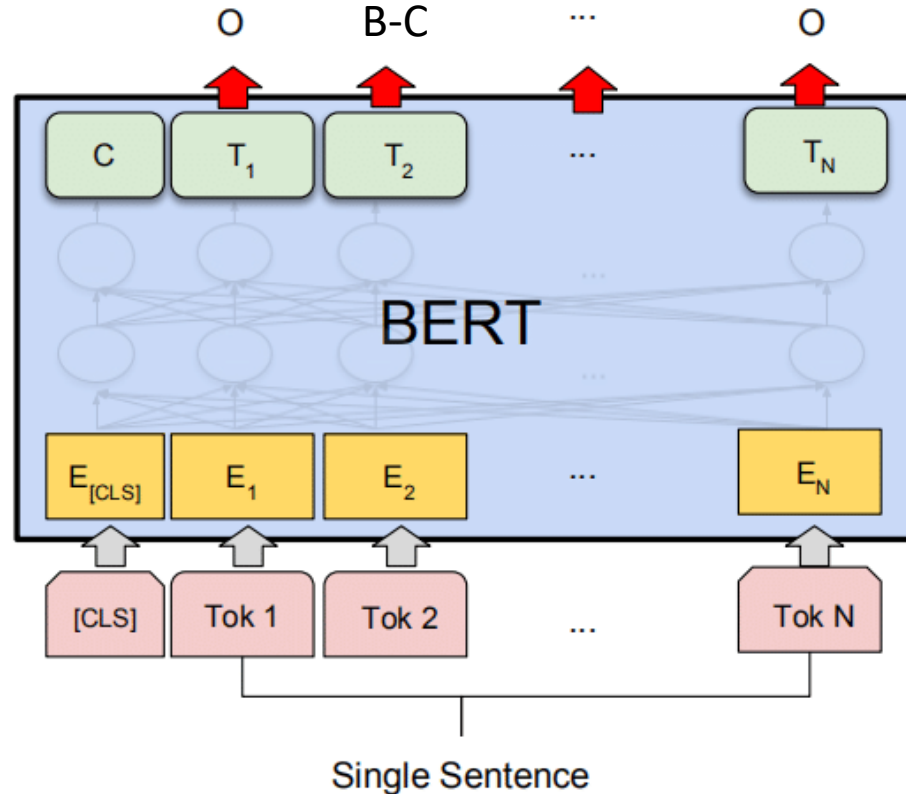 O B-C ... O
C T1 T2 ... TN
...
BERT
...
E[CLS] E1 E2 ... EN
[CLS] Tok 1 Tok 2 ... Tok N
Single Sentence